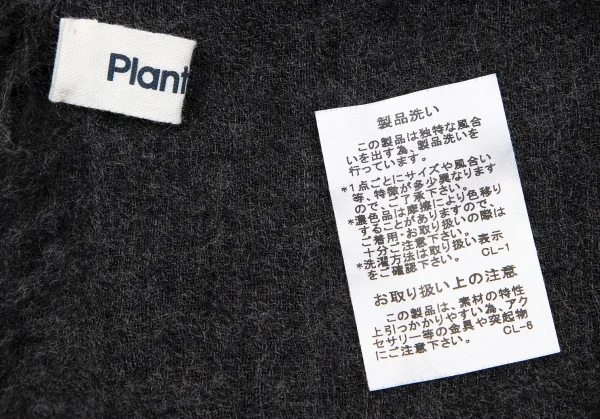 Plant
製品洗い
この製品は独特な風合
いを出す為、製品洗いを
行っています。
*1点ごとにサイズや風合い
等、特徴が多少異なります
ので、ご了承下さい。
*濃色品は摩擦により色移り
することがありますので、
ご着用・お取り扱いの際は
十分ご注意下さい。
*洗濯方法は取り扱い表示
をご確認下さい。 CL-1
お取り扱い上の注意
この製品は、素材の特性
上引っかかりやすい為、アク
セサリー等の金具や突起物
にご注意下さい。 CL-6